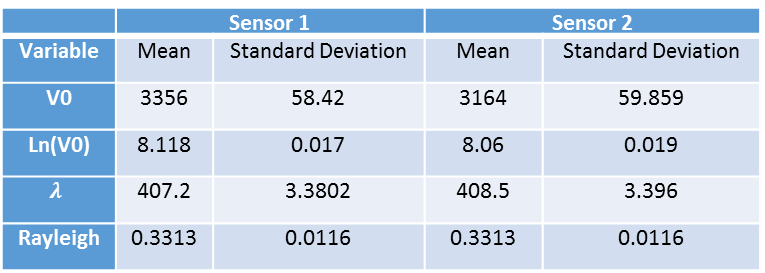 Sensor 1 Sensor 2
Variable Mean Standard Deviation Mean Standard Deviation
V0 3356 58.42 3164 59.859
Ln(V0) 8.118 0.017 8.06 0.019
λ 407.2 3.3802 408.5 3.396
Rayleigh 0.3313 0.0116 0.3313 0.0116